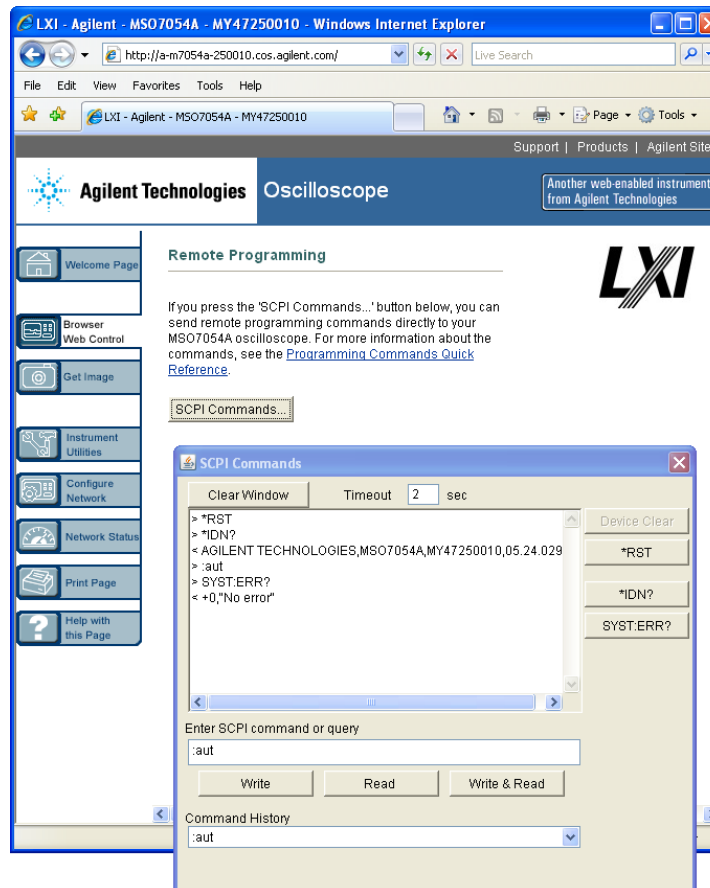 LXI - Agilent - MSO7054A - MY47250010 - Windows Internet Explorer
http://a-m7054a-250010.cos.agilent.com/
Live Search
File Edit View Favorites Tools Help
LXI - Agilent - MSO7054A - MY47250010
Page Tools
Support | Products | Agilent Site
Agilent Technologies
Oscilloscope
Another web-enabled instrument
from Agilent Technologies
Welcome Page
Browser
Web Control
Get Image
Instrument
Utilities
Configure
Network
Network Status
Print Page
Help with
this Page
Remote Programming
LXI
If you press the 'SCPI Commands...' button below, you can
send remote programming commands directly to your
MSO7054A oscilloscope. For more information about the
commands, see the Programming Commands Quick
Reference.
SCPI Commands...
SCPI Commands
Clear Window Timeout 2 sec
> *RST
> *IDN?
< AGILENT TECHNOLOGIES,MSO7054A,MY47250010,05.24.029
> :aut
> SYST:ERR?
< +0,"No error"
Device Clear
*RST
*IDN?
SYST:ERR?
Enter SCPI command or query
:aut
Write Read Write & Read
Command History
:aut